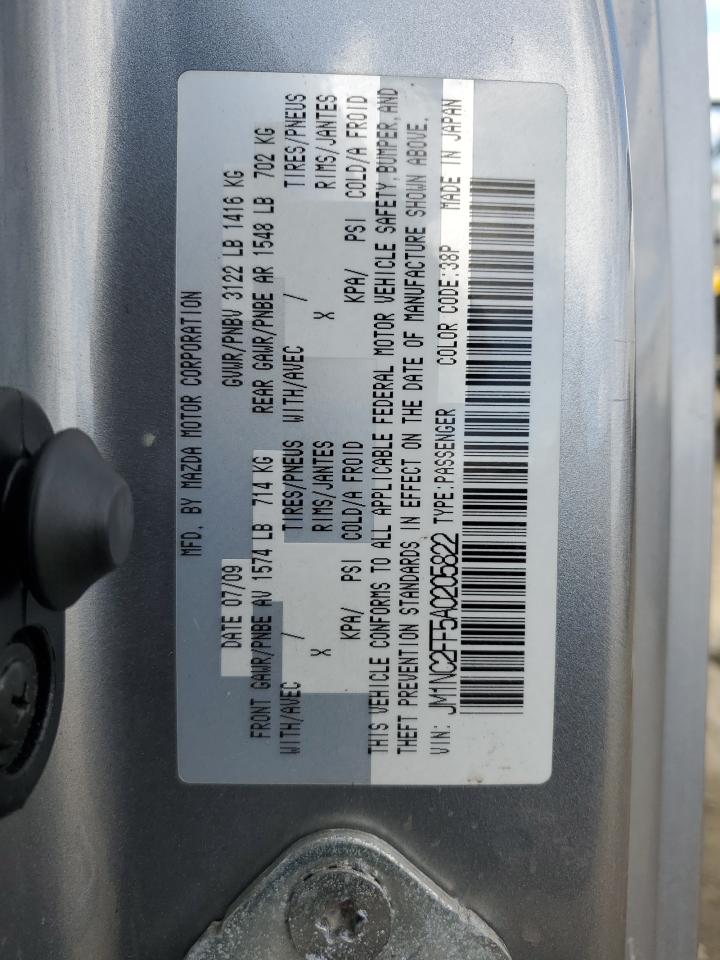 MFD. BY MAZDA MOTOR CORPORATION
DATE 07/09 GVWR/PNBV 3122 LB 1416 KG
FRONT GAWR/PNBE AV 1574 LB 714 KG REAR GAWR/PNBE AR 1548 LB 702 KG
WITH/AVEC / TIRES/PNEUS WITH/AVEC / TIRES/PNEUS
X RIMS/JANTES X RIMS/JANTES
KPA/ PSI COLD/A FROID KPA/ PSI COLD/A FROID
THIS VEHICLE CONFORMS TO ALL APPLICABLE FEDERAL MOTOR VEHICLE SAFETY,BUMPER,AND
THEFT PREVENTION STANDARDS IN EFFECT ON THE DATE OF MANUFACTURE SHOWN ABOVE.
VIN: JM1NC2FF5A0205822 TYPE:PASSENGER COLOR CODE:38P MADE IN JAPAN